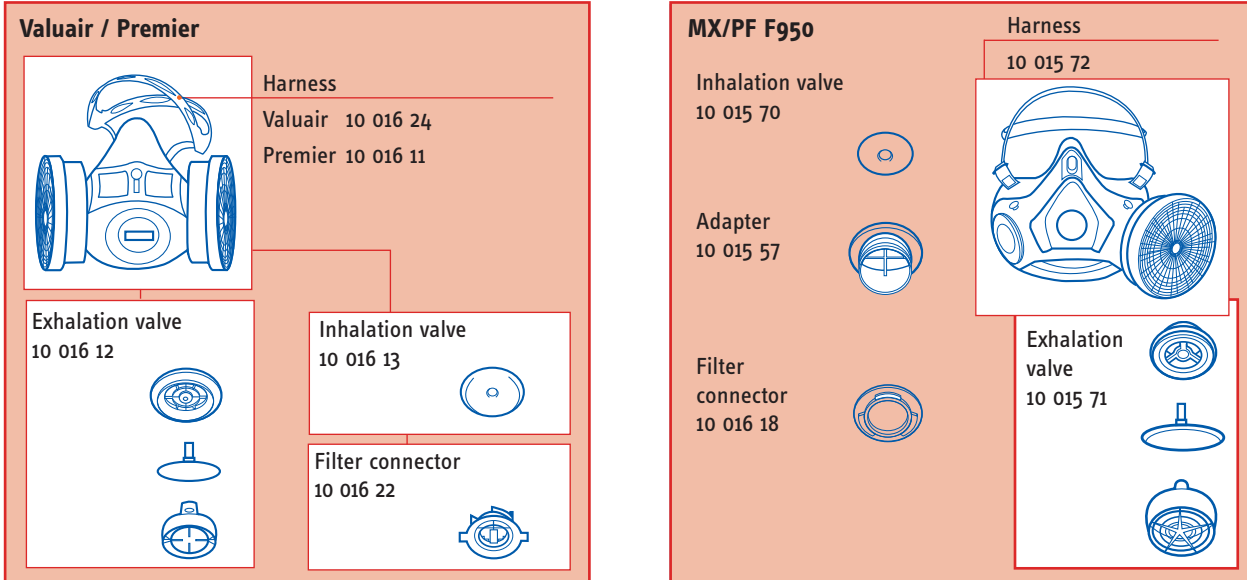 Valuair / Premier
Harness
Valuair 10 016 24
Premier 10 016 11
Exhalation valve
10 016 12
Inhalation valve
10 016 13
Filter connector
10 016 22
MX/PF F950
Harness
10 015 72
Inhalation valve
10 015 70
Adapter
10 015 57
Filter
connector
10 016 18
Exhalation
valve
10 015 71